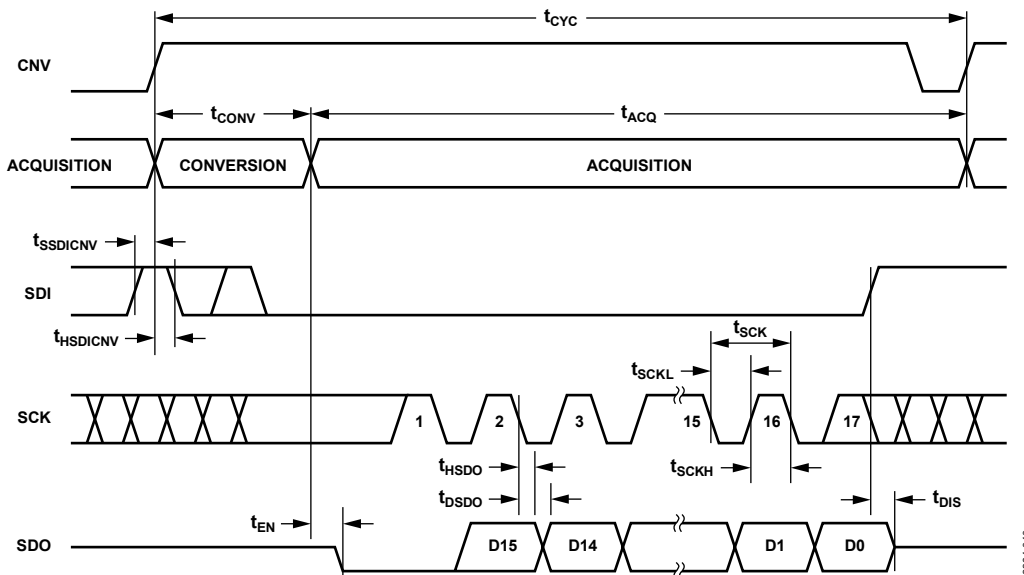 tCYC
CNV
tCONV
tACQ
ACQUISITION
CONVERSION
ACQUISITION
tSSDICNV
SDI
tHSDICNV
tSCK
tSCKL
SCK
1
2
3
15
16
17
tHSDO
tSCKH
tDSDO
tDIS
tEN
SDO
D15
D14
D1
D0